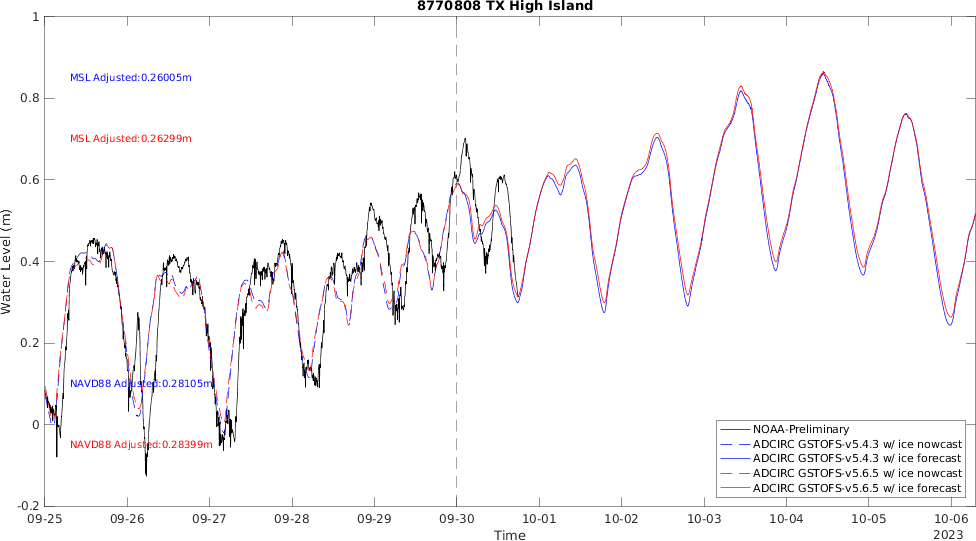 8770808 TX High Island
1
0.8
0.6
0.4
0.2
0
-0.2
Water Level (m)
MSL Adjusted:0.26005m
MSL Adjusted:0.26299m
NAVD88 Adjusted:0.28105m
NAVD88 Adjusted:0.28399m
NOAA-Preliminary
ADCIRC GSTOFS-v5.4.3 w/ ice nowcast
ADCIRC GSTOFS-v5.4.3 w/ ice forecast
ADCIRC GSTOFS-v5.6.5 w/ ice nowcast
ADCIRC GSTOFS-v5.6.5 w/ ice forecast
09-25 09-26 09-27 09-28 09-29 09-30 10-01 10-02 10-03 10-04 10-05 10-06
Time
2023